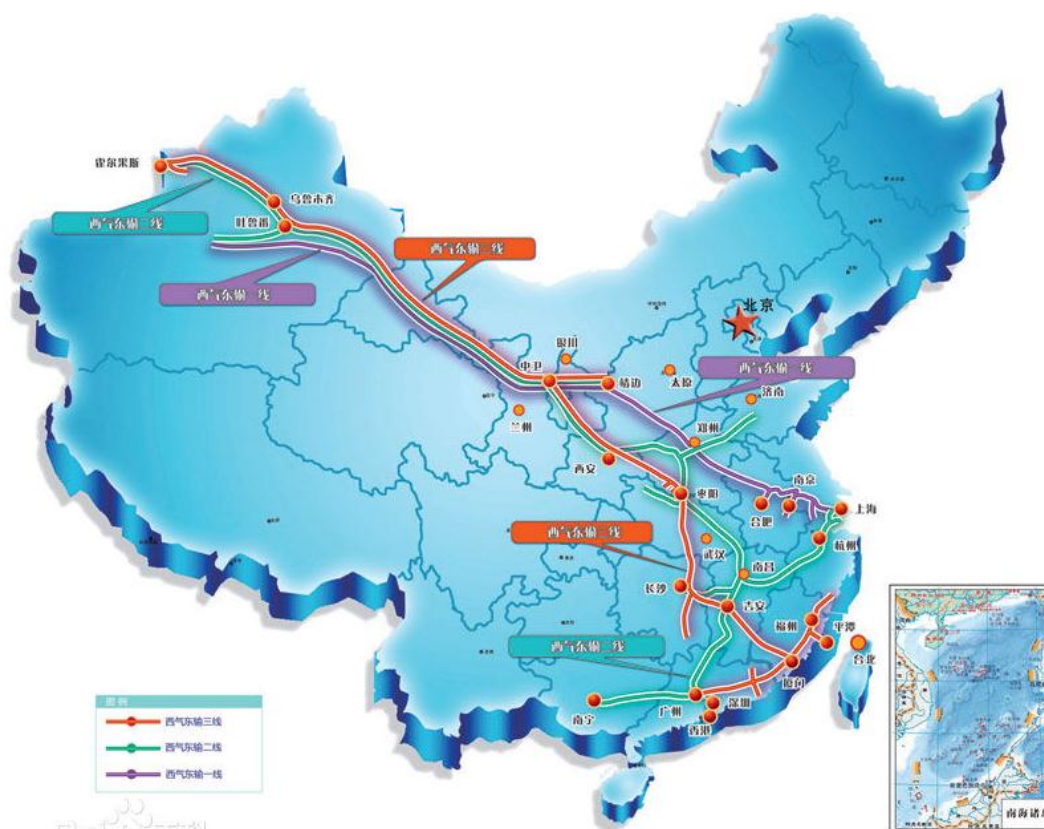 霍尔果斯
乌鲁木齐
西气东输二线
吐鲁番
西气东输三线
西气东输一线
北京
银川
中卫
靖边
太原
西气东输一线
济南
兰州
郑州
西安
枣阳
南京
合肥
上海
西气东输三线
武汉
杭州
南昌
长沙
吉安
福州
平潭
西气东输二线
台北
厦门
南宁
广州
深圳
香港
图例
西气东输三线
西气东输二线
西气东输一线
南海诸